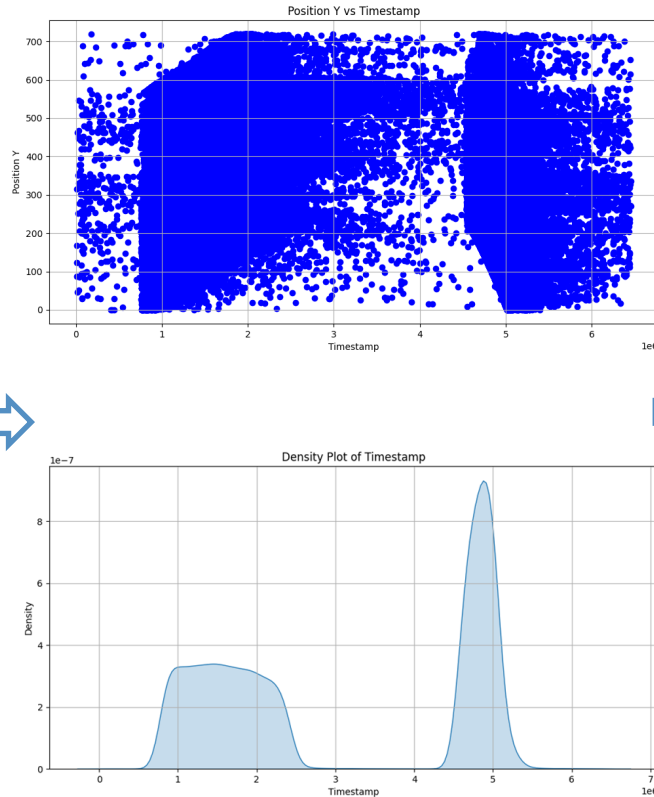 Position Y vs Timestamp
700
600
500
400
300
200
100
0
Position Y
0 1 2 3 4 5 6
Timestamp
Density Plot of Timestamp
1e−7
8
6
4
2
0
Density
0 1 2 3 4 5 6 7
Timestamp